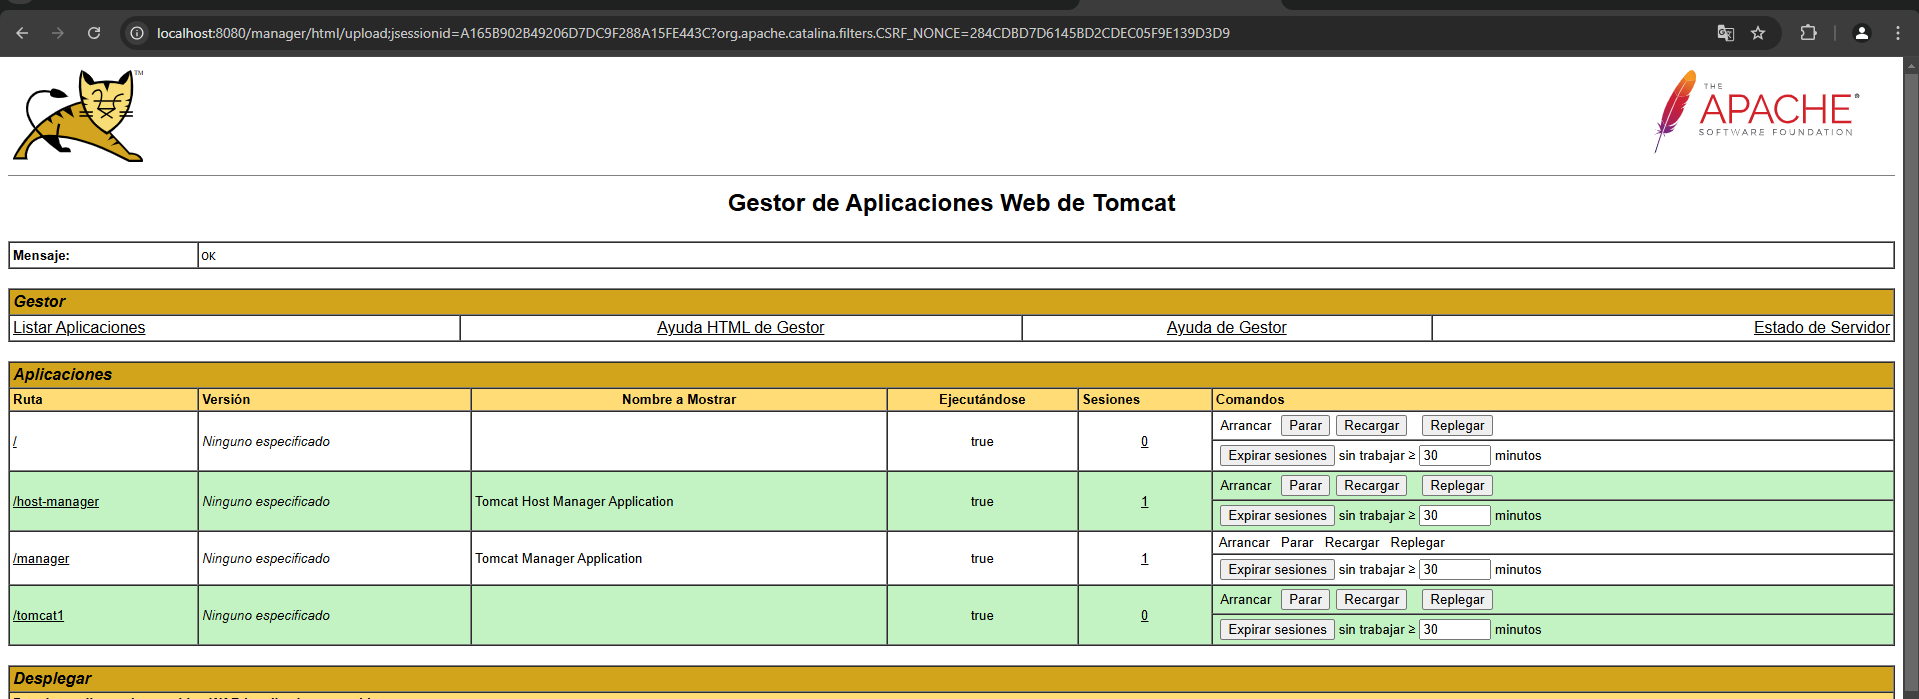 localhost:8080/manager/html/upload;jsessionid=A165B902B49206D7DC9F288A15FE443C?org.apache.catalina.filters.CSRF_NONCE=284CDBD7D6145BD2CDEC05F9E139D3D9
TM
THE
APACHE®
SOFTWARE FOUNDATION
Gestor de Aplicaciones Web de Tomcat
Mensaje: OK
Gestor
Listar Aplicaciones Ayuda HTML de Gestor Ayuda de Gestor Estado de Servidor
Aplicaciones
Ruta Versión Nombre a Mostrar Ejecutándose Sesiones Comandos
/ Ninguno especificado true 0 Arrancar Parar Recargar Replegar
Expirar sesiones sin trabajar ≥ 30 minutos
/host-manager Ninguno especificado Tomcat Host Manager Application true 1 Arrancar Parar Recargar Replegar
Expirar sesiones sin trabajar ≥ 30 minutos
/manager Ninguno especificado Tomcat Manager Application true 1 Arrancar Parar Recargar Replegar
Expirar sesiones sin trabajar ≥ 30 minutos
/tomcat1 Ninguno especificado true 0 Arrancar Parar Recargar Replegar
Expirar sesiones sin trabajar ≥ 30 minutos
Desplegar